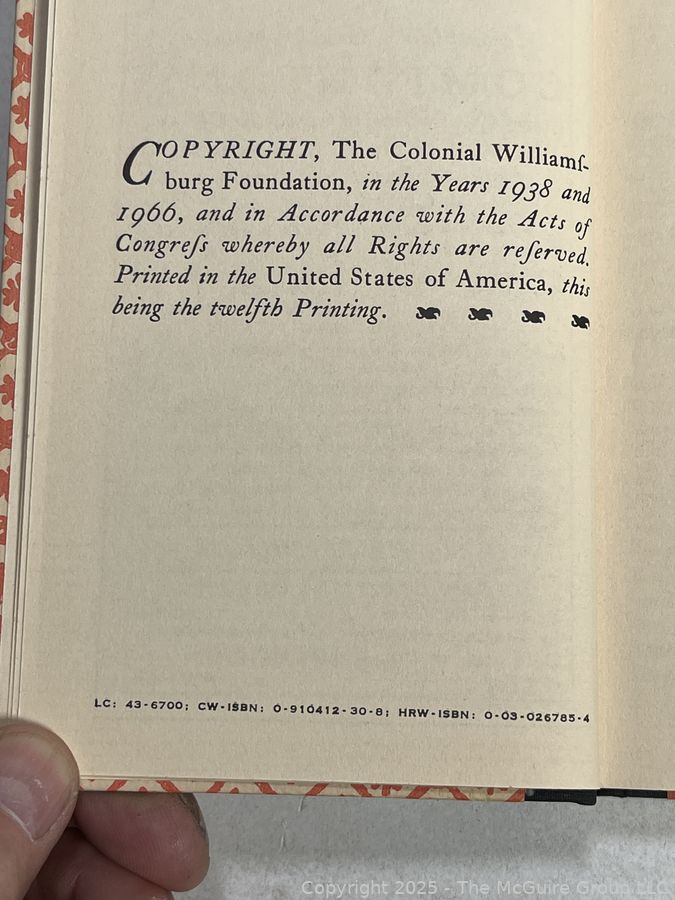 COPYRIGHT, The Colonial Williamſ-
burg Foundation, in the Years 1938 and
1966, and in Accordance with the Acts of
Congreſs whereby all Rights are reſerved.
Printed in the United States of America, this
being the twelfth Printing.
LC: 43-6700; CW-ISBN: 0-910412-30-8; HRW-ISBN: 0-03-026785-4
Copyright 2025 - The McGuire Group LLC